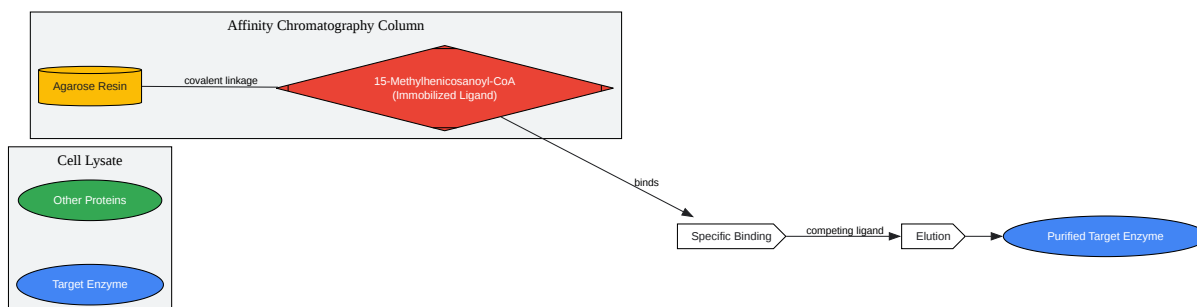 Affinity Chromatography Column
Agarose Resin
covalent linkage
15-Methylhenicosanoyl-CoA
(Immobilized Ligand)
Cell Lysate
Other Proteins
Target Enzyme
binds
Specific Binding
competing ligand
Elution
Purified Target Enzyme